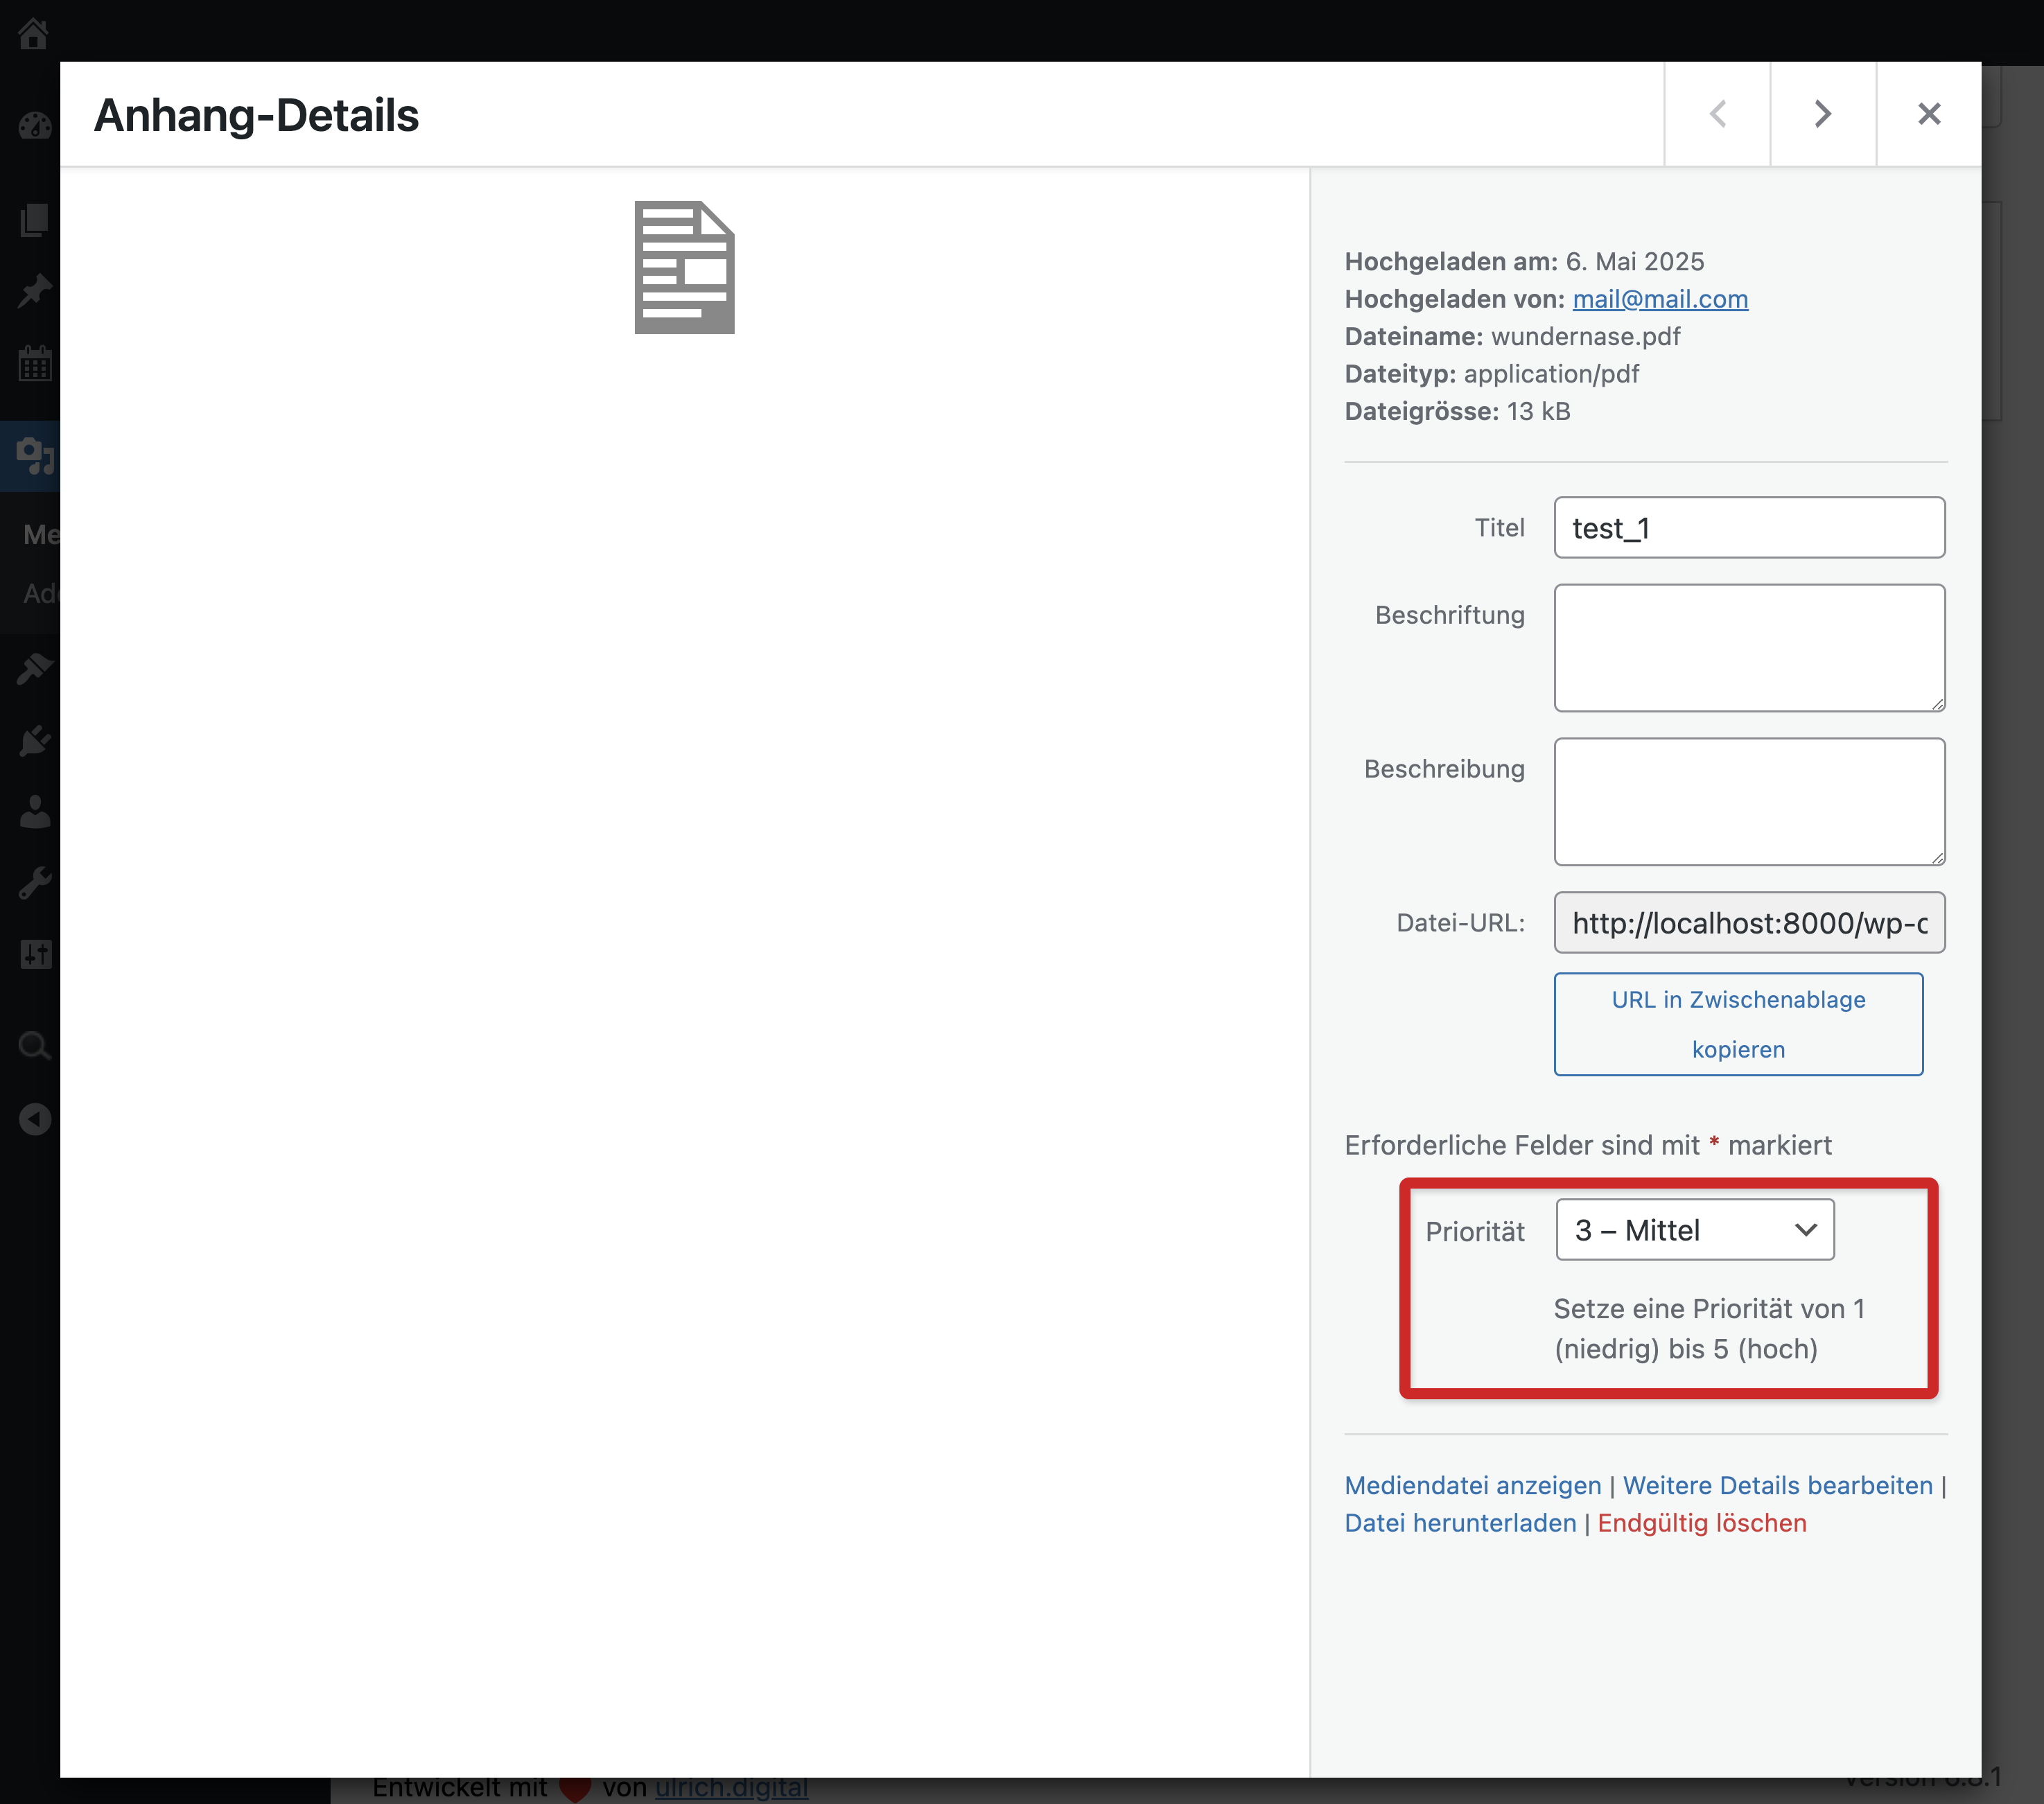 Anhang-Details
Hochgeladen am: 6. Mai 2025
Hochgeladen von: mail@mail.com
Dateiname: wundernase.pdf
Dateityp: application/pdf
Dateigrösse: 13 kB
Titel
test_1
Beschriftung
Beschreibung
Datei-URL:
http://localhost:8000/wp-c
URL in Zwischenablage
kopieren
Erforderliche Felder sind mit * markiert
Priorität
3 – Mittel
Setze eine Priorität von 1
(niedrig) bis 5 (hoch)
Mediendatei anzeigen | Weitere Details bearbeiten |
Datei herunterladen | Endgültig löschen
Me
Ad
Entwickelt mit ❤ von ulrich.digital
Version 6.8.1